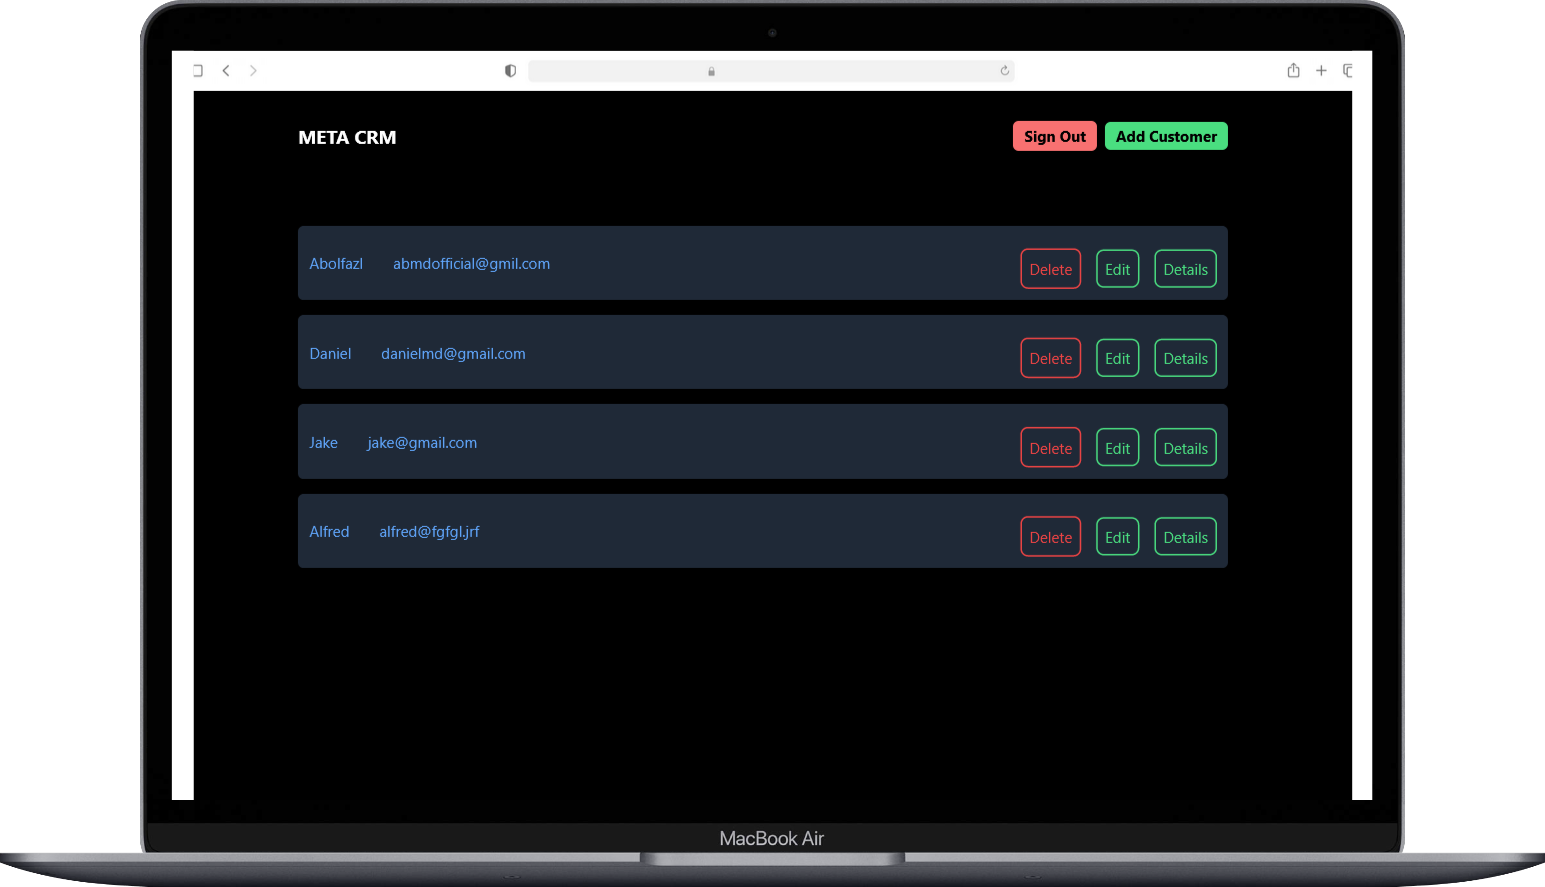 META CRM Sign Out Add Customer
Abolfazl abmdofficial@gmil.com Delete Edit Details
Daniel danielmd@gmail.com Delete Edit Details
Jake jake@gmail.com Delete Edit Details
Alfred alfred@fgfgl.jrf Delete Edit Details
MacBook Air